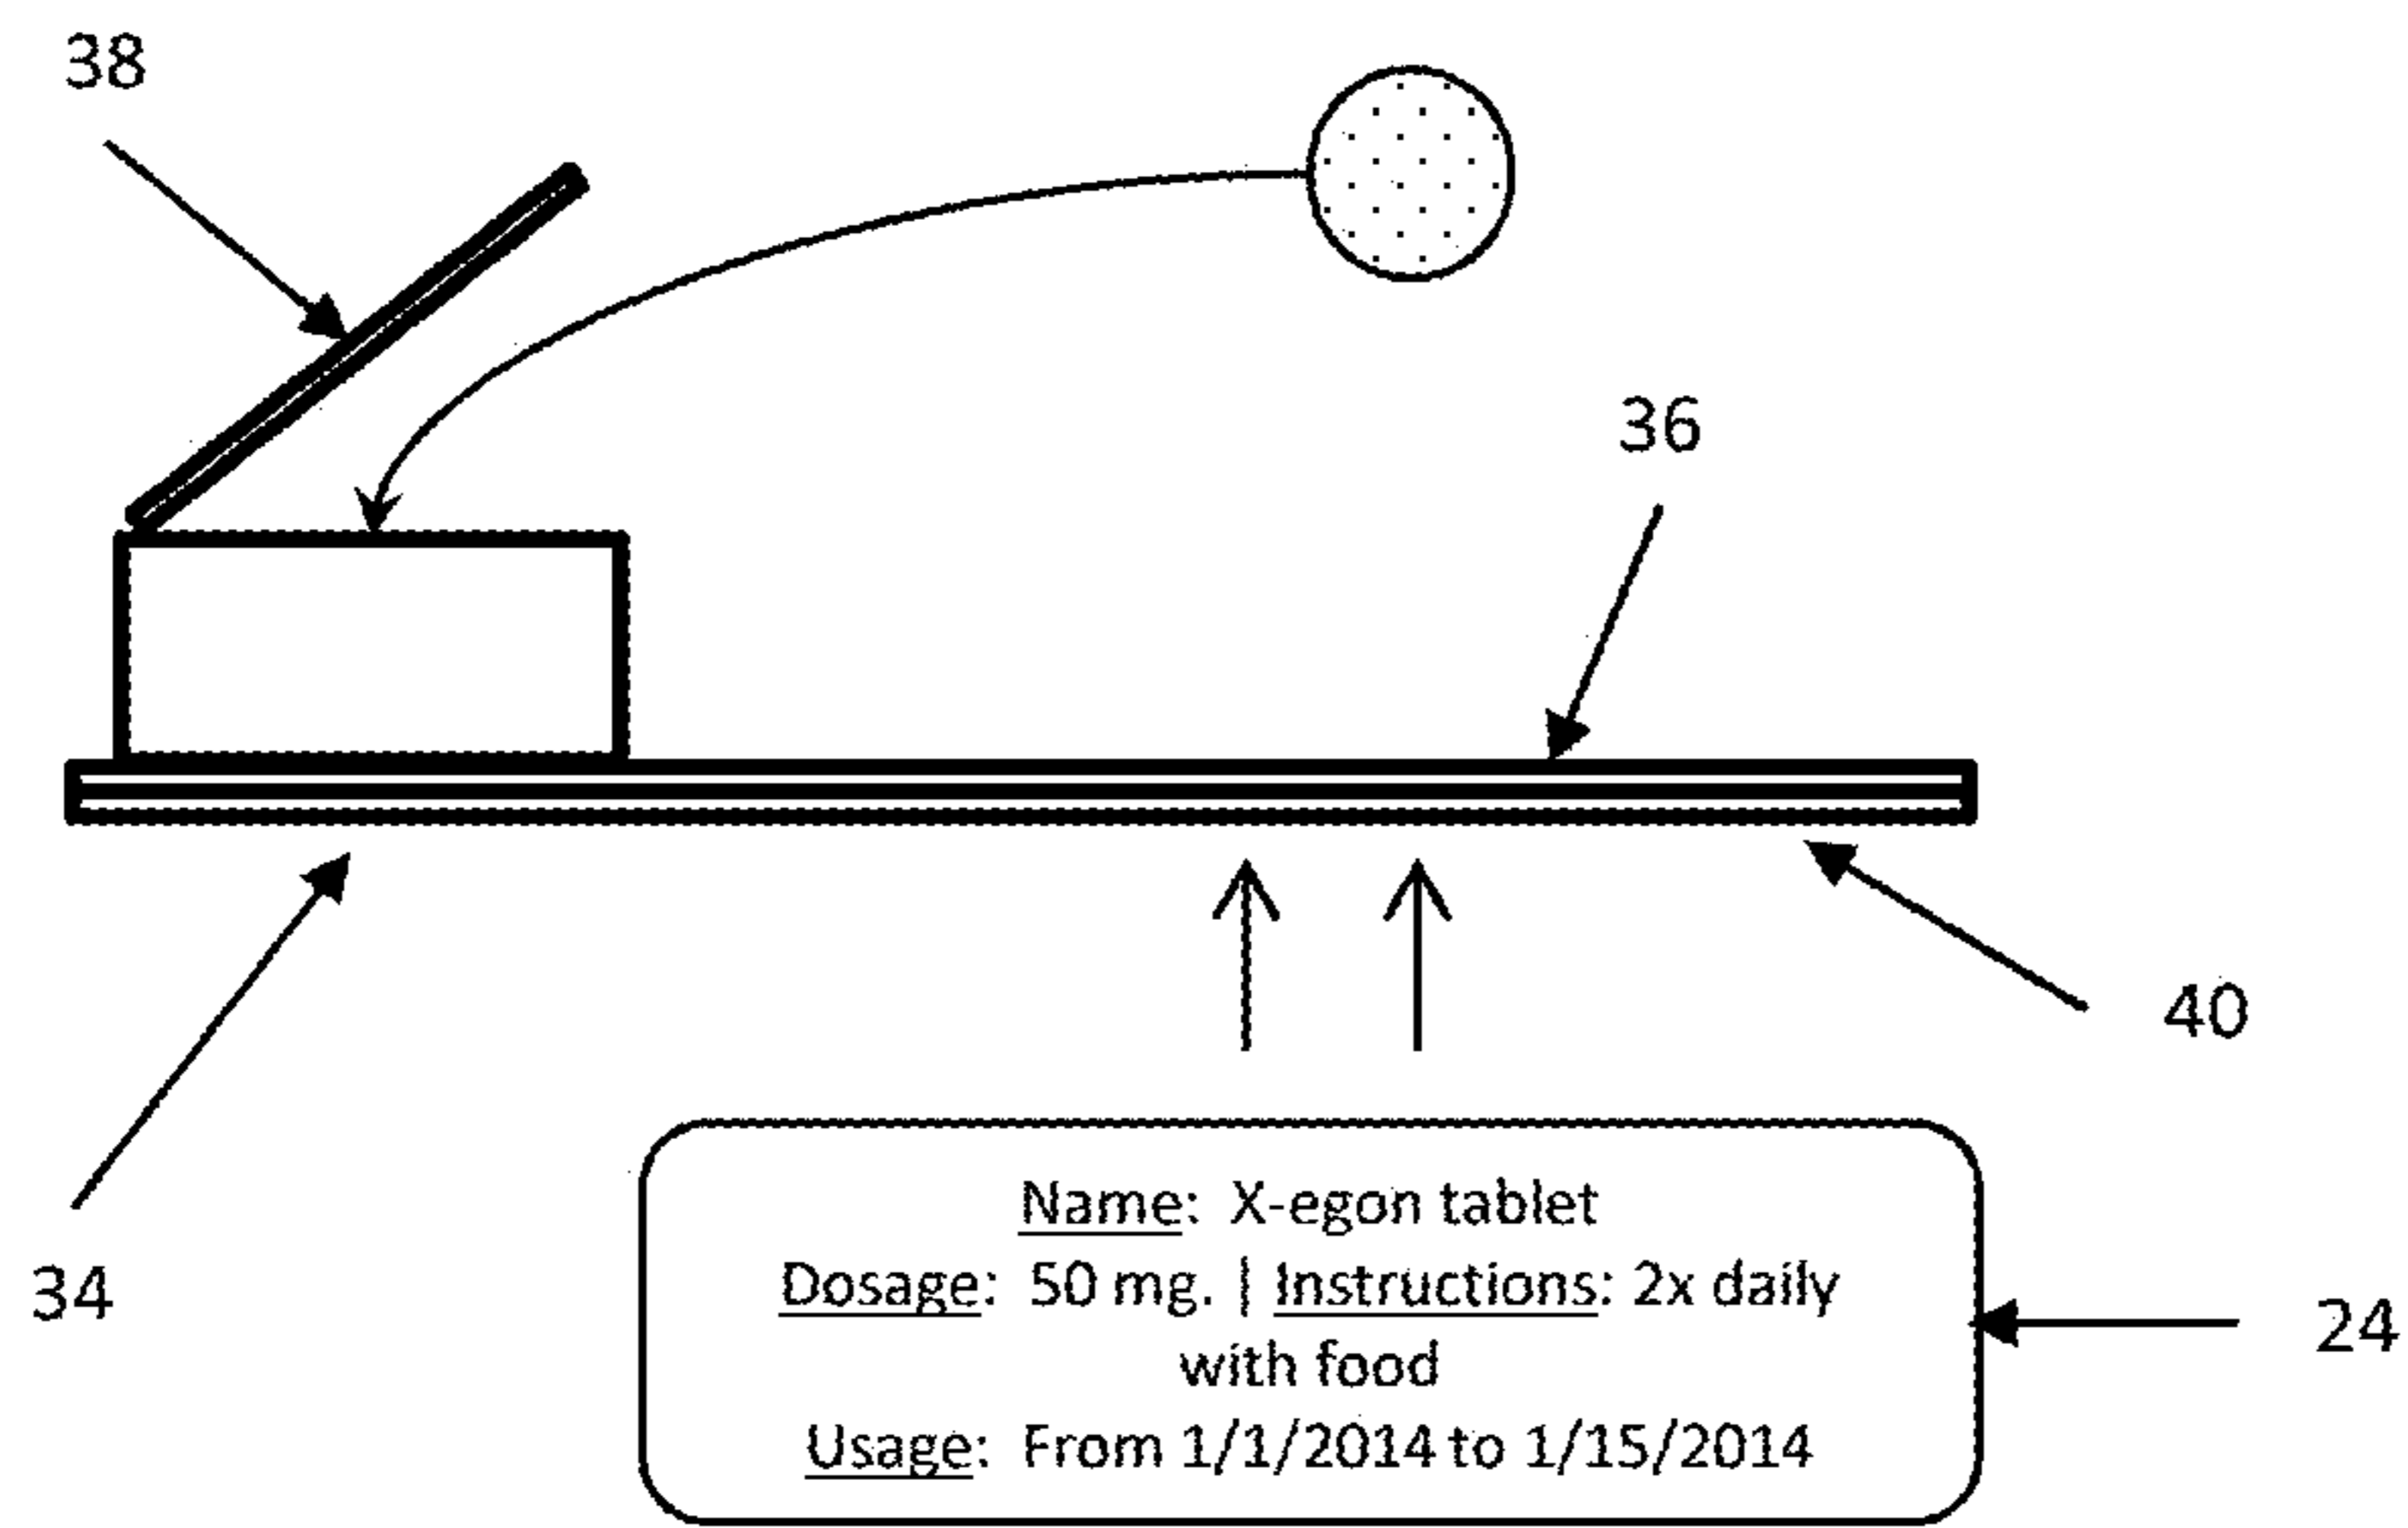 38
36
40
34
Name: X-egon tablet
Dosage: 50 mg. | Instructions: 2x daily
with food
Usage: From 1/1/2014 to 1/15/2014
24